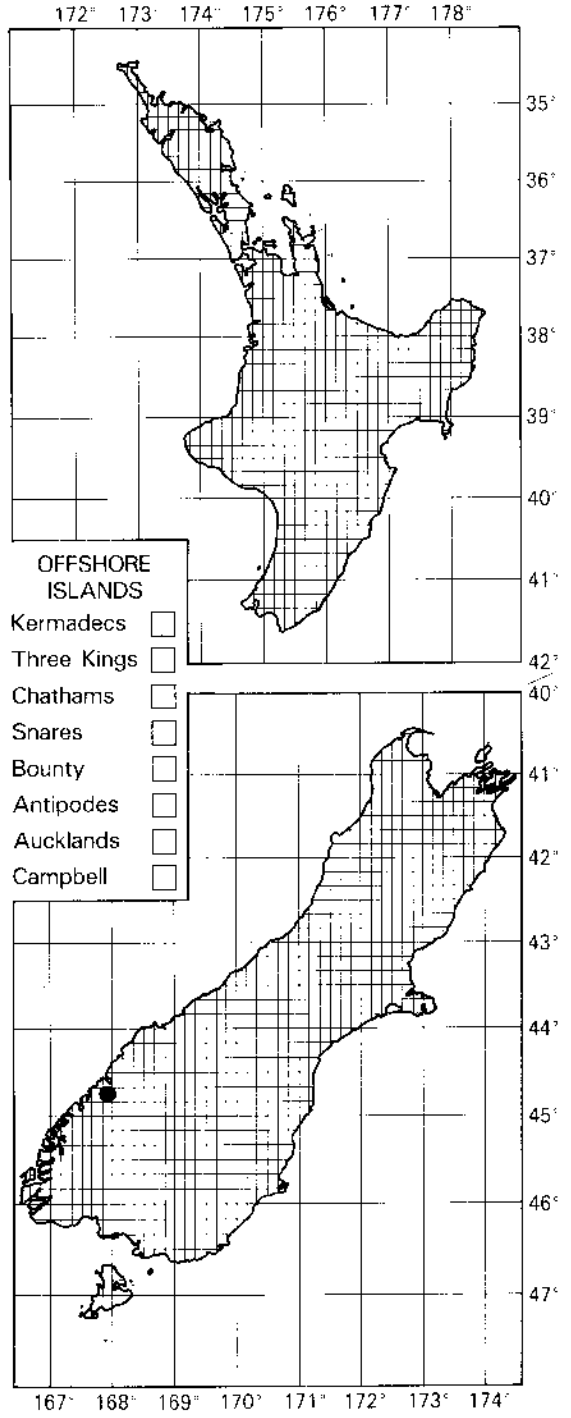 172° 173° 174° 175° 176° 177° 178°
35°
36°
37°
38°
39°
40°
41°
42°
OFFSHORE
ISLANDS
Kermadecs
Three Kings
Chathams
Snares
Bounty
Antipodes
Aucklands
Campbell
40°
41°
42°
43°
44°
45°
46°
47°
167° 168° 169° 170° 171° 172° 173° 174°